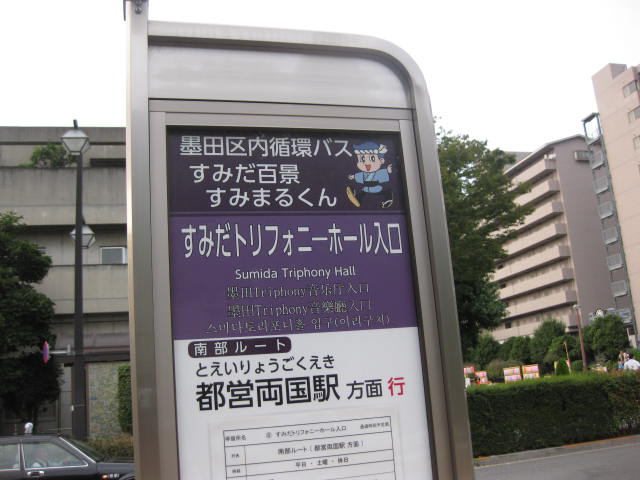 墨田区内循環バス
すみだ百景
すみまるくん
すみだトリフォニーホール入口
Sumida Triphony Hall
墨田Triphony音乐厅入口
墨田Triphony音樂廳入口
스미다토리포니홀 입구(이리구치)
南部ルート
とえいりょうごくえき
都営両国駅 方面 行
停留所名 すみだトリフォニーホール入口
南部ルート(都営両国駅 方面)
平日・土曜・休日